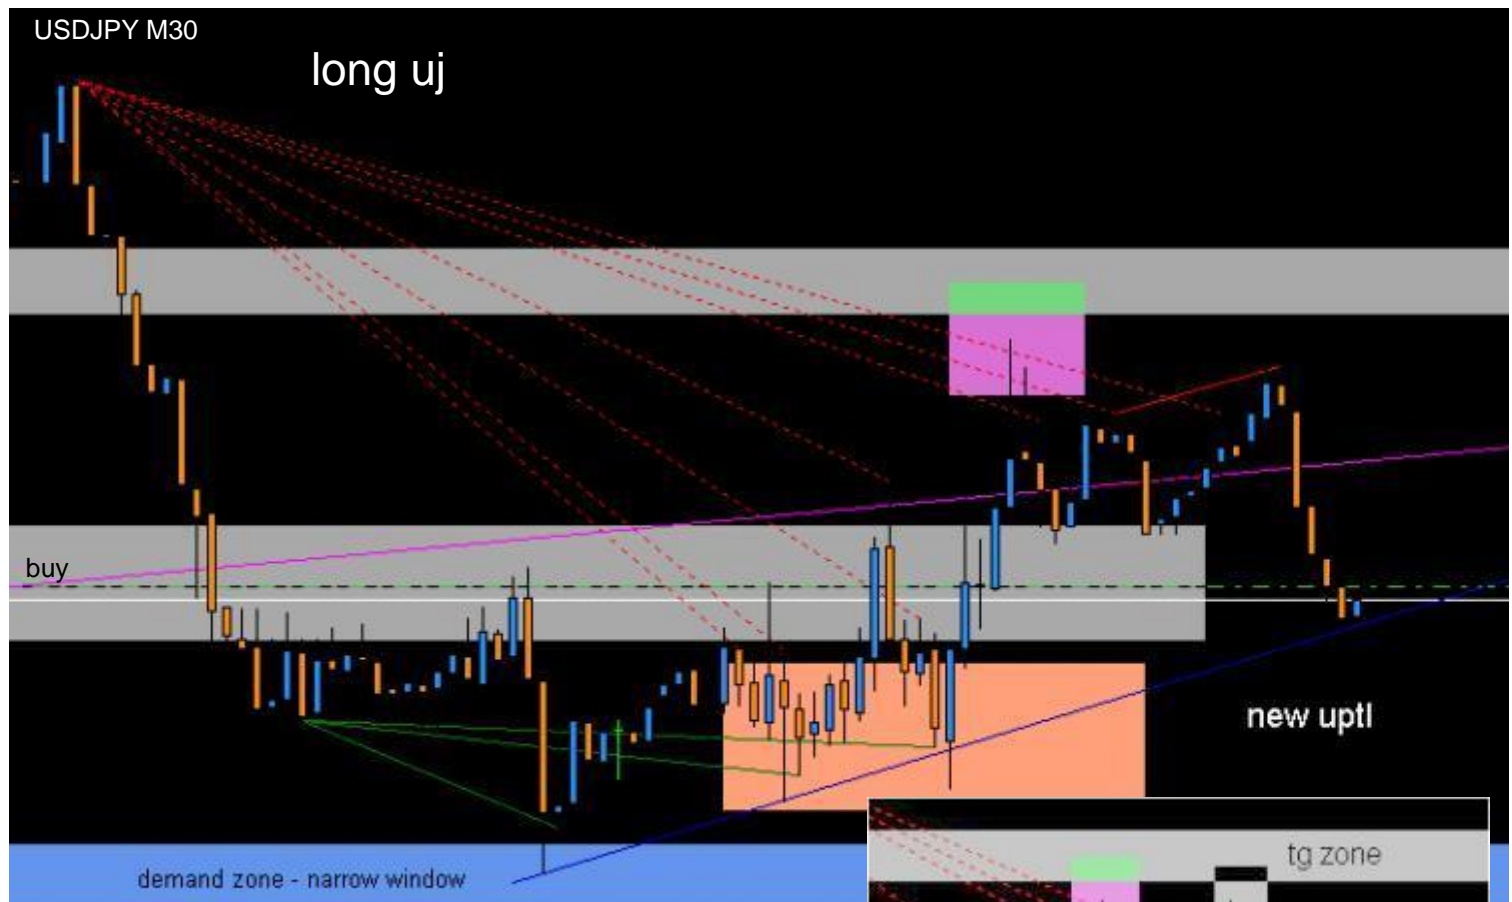 USDJPY M30
long uj
buy
new uptl
tg zone
demand zone - narrow window